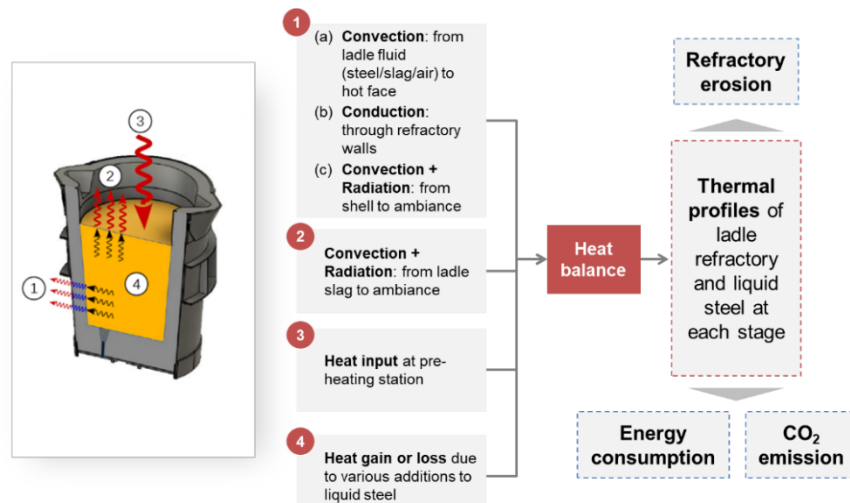 3
2
1
4
1
(a) Convection: from
ladle fluid
(steel/slag/air) to
hot face
(b) Conduction:
through refractory
walls
(c) Convection +
Radiation: from
shell to ambiance
2
Convection +
Radiation: from ladle
slag to ambiance
3
Heat input at pre-
heating station
4
Heat gain or loss due
to various additions to
liquid steel
Heat
balance
Refractory
erosion
Thermal
profiles of
ladle
refractory
and liquid
steel at
each stage
Energy
consumption
CO₂
emission